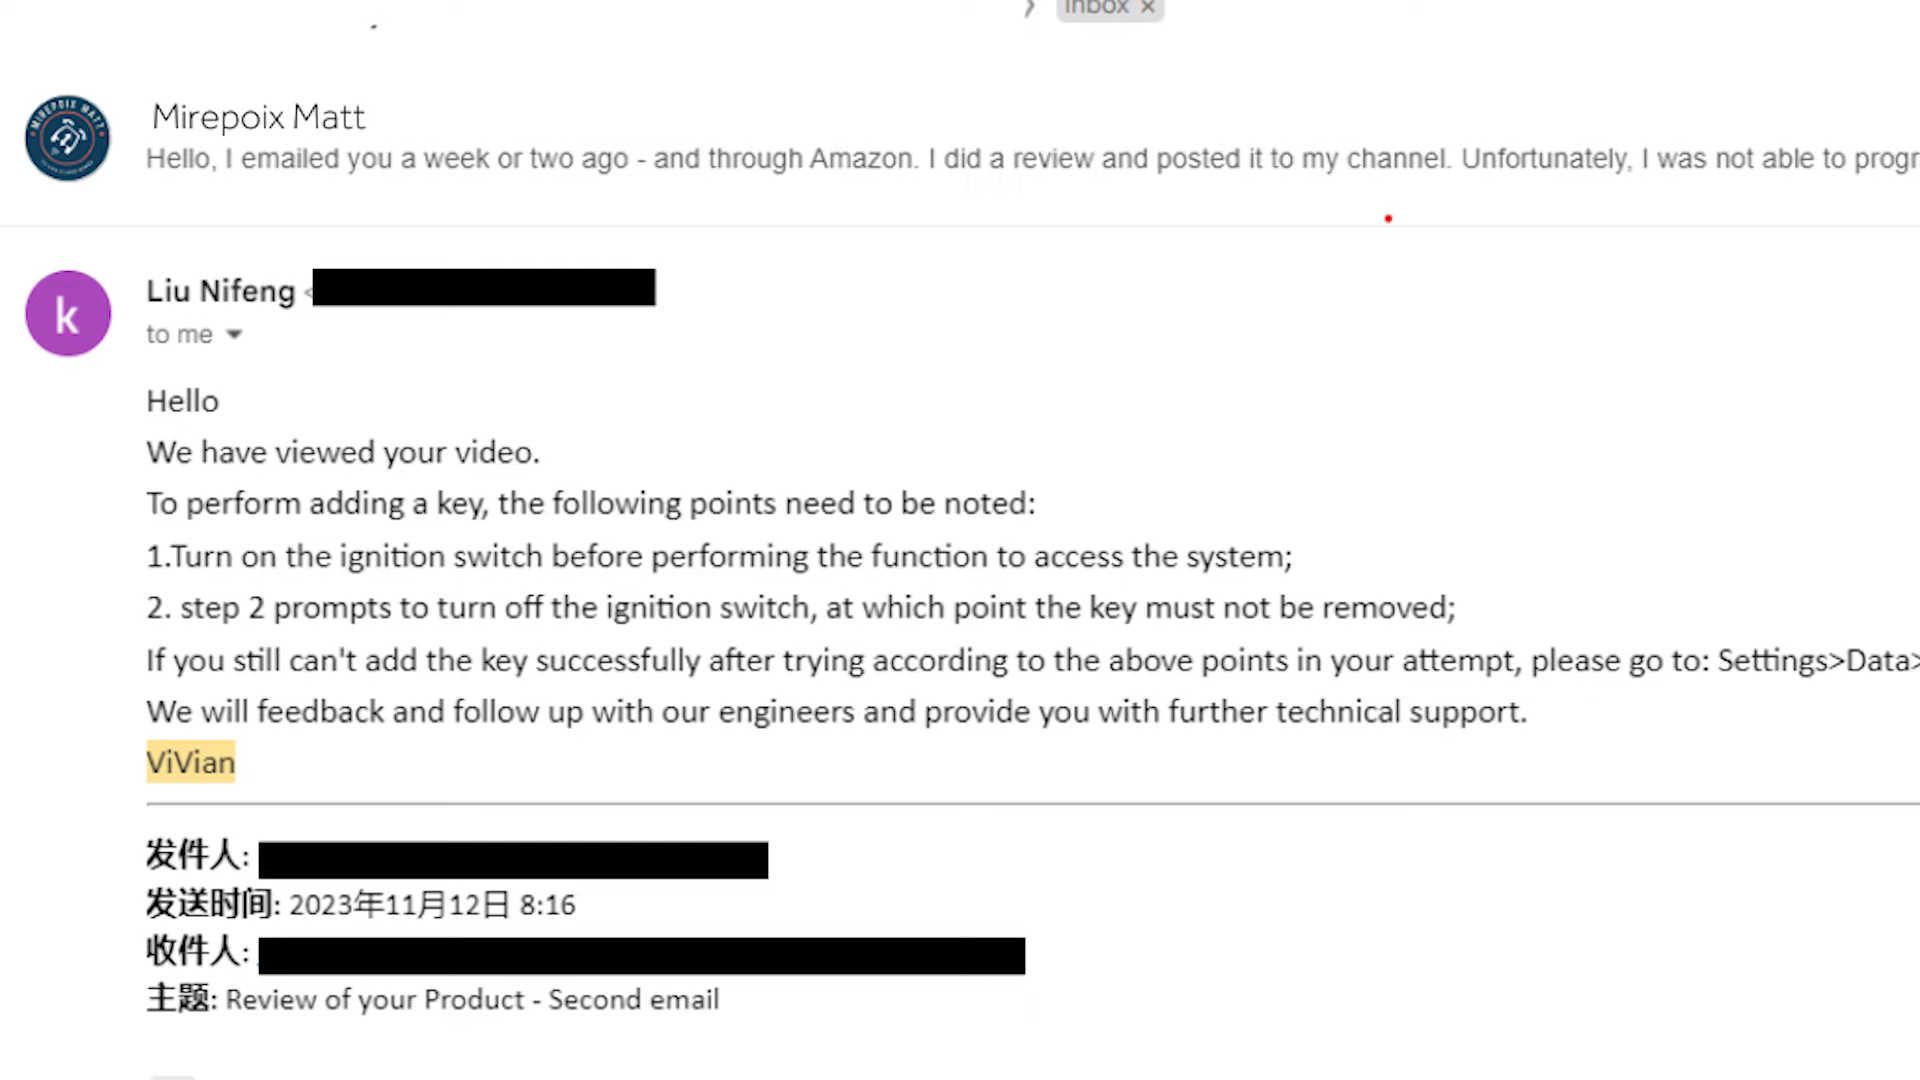 Inbox ×
MIREPOIX MATT
Mirepoix Matt
Hello, I emailed you a week or two ago - and through Amazon. I did a review and posted it to my channel. Unfortunately, I was not able to progr
k
Liu Nifeng <
to me
Hello
We have viewed your video.
To perform adding a key, the following points need to be noted:
1.Turn on the ignition switch before performing the function to access the system;
2. step 2 prompts to turn off the ignition switch, at which point the key must not be removed;
If you still can't add the key successfully after trying according to the above points in your attempt, please go to: Settings>Data>
We will feedback and follow up with our engineers and provide you with further technical support.
ViVian
发件人:
发送时间: 2023年11月12日 8:16
收件人:
主题: Review of your Product - Second email